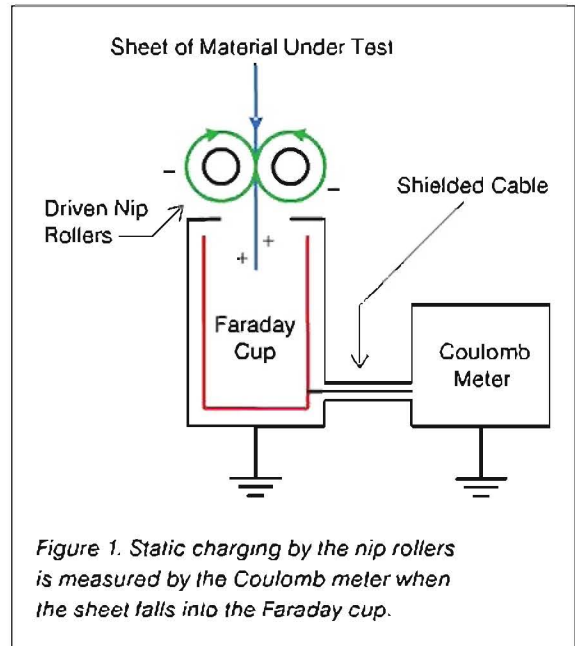 Sheet of Material Under Test
-
-
Shielded Cable
Driven Nip
Rollers
+
+
Faraday
Cup
Coulomb
Meter
Figure 1. Static charging by the nip rollers
is measured by the Coulomb meter when
the sheet falls into the Faraday cup.